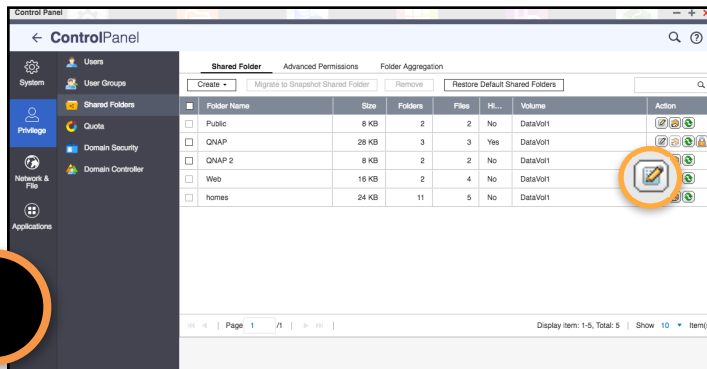 Control Panel
ControlPanel
System
Privilege
Network &
File
Applications
Users
User Groups
Shared Folders
Quota
Domain Security
Domain Controller
Shared Folder Advanced Permissions Folder Aggregation
Create Migrate to Snapshot Shared Folder Remove Restore Default Shared Folders
Folder Name Size Folders Files Hi... Volume Action
Public 8 KB 2 2 No DataVol1
QNAP 28 KB 3 3 Yes DataVol1
QNAP 2 8 KB 2 2 No DataVol1
Web 16 KB 2 4 No DataVol1
homes 24 KB 11 5 No DataVol1
Page 1 /1 Display item: 1-5, Total: 5 Show 10 Item(